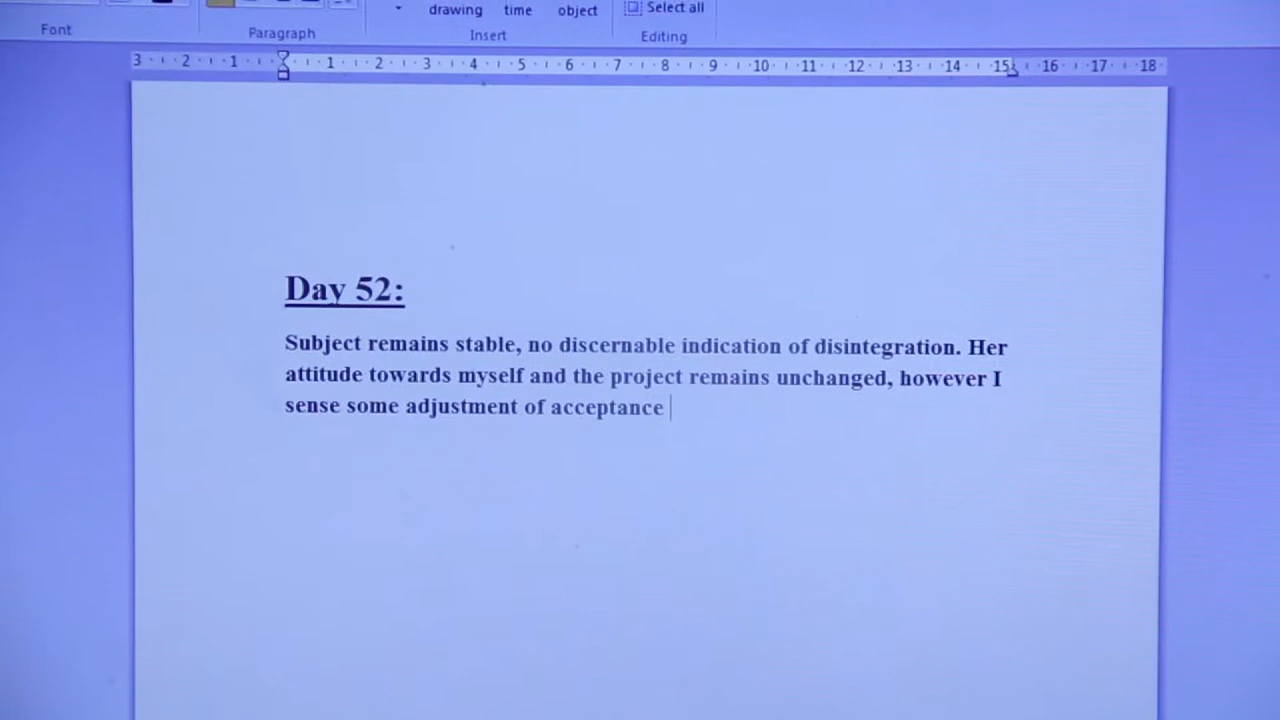 drawing time object Select all
Font Paragraph Insert Editing
3 2 1 1 2 3 4 5 6 7 8 9 10 11 12 13 14 15 16 17 18
Day 52:
Subject remains stable, no discernable indication of disintegration. Her
attitude towards myself and the project remains unchanged, however I
sense some adjustment of acceptance